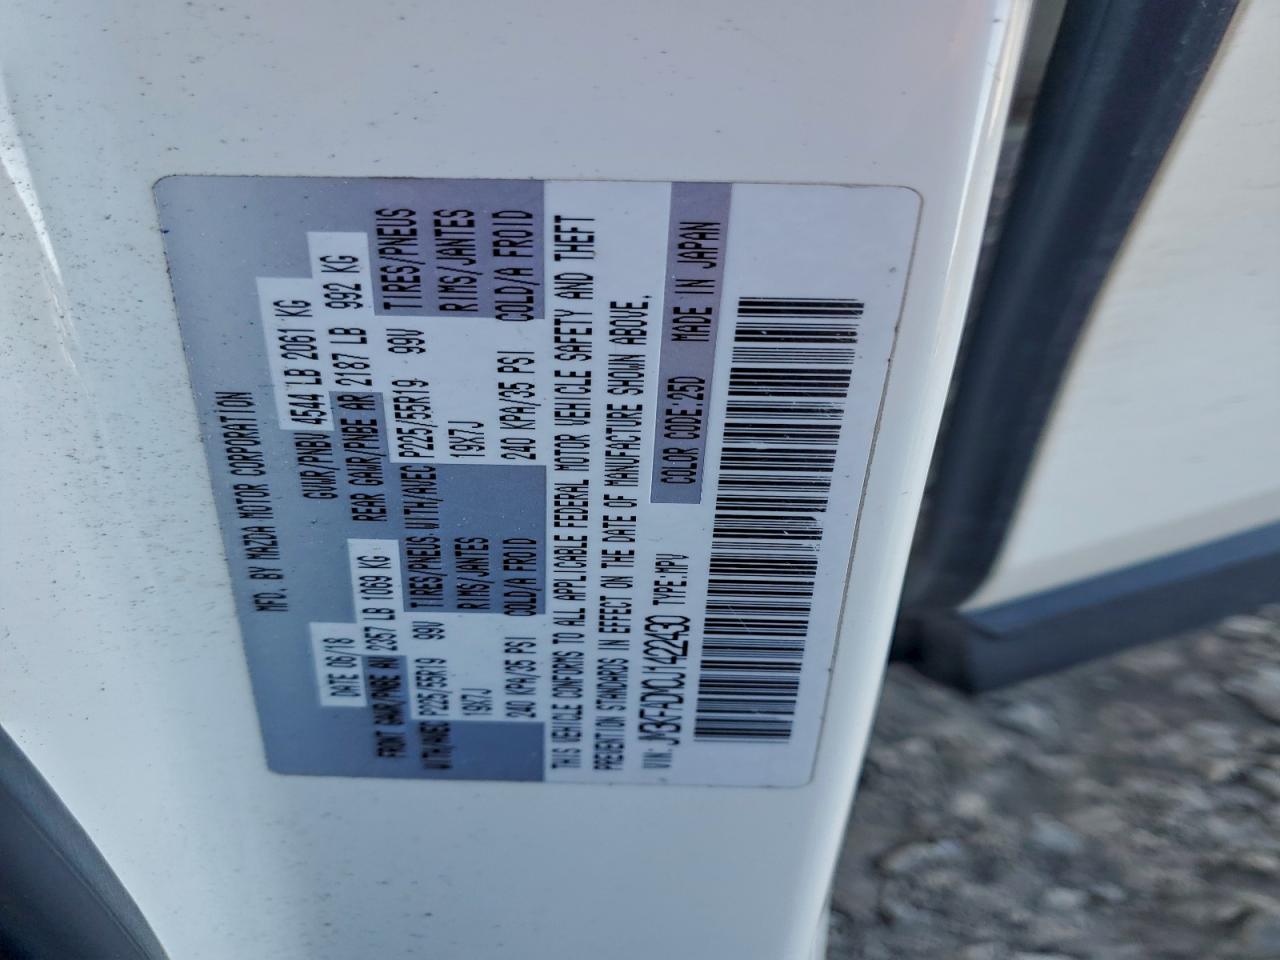 MFD. BY MAZDA MOTOR CORPORATION
DATE 06/18 GVWR/PNBV 4544 LB 2061 KG
FRONT GAWR/PNBE AV 2357 LB 1069 KG REAR GAWR/PNBE AR 2187 LB 992 KG
WITH/AVEC P225/55R19 99V TIRES/PNEUS WITH/AVEC P225/55R19 99V TIRES/PNEUS
19X7J RIMS/JANTES 19X7J RIMS/JANTES
240 KPA/35 PSI COLD/A FROID 240 KPA/35 PSI COLD/A FROID
THIS VEHICLE CONFORMS TO ALL APPLICABLE FEDERAL MOTOR VEHICLE SAFETY AND THEFT
PREVENTION STANDARDS IN EFFECT ON THE DATE OF MANUFACTURE SHOWN ABOVE.
VIN: JM3KFADM0J1422430 TYPE:MPV COLOR CODE:25D MADE IN JAPAN